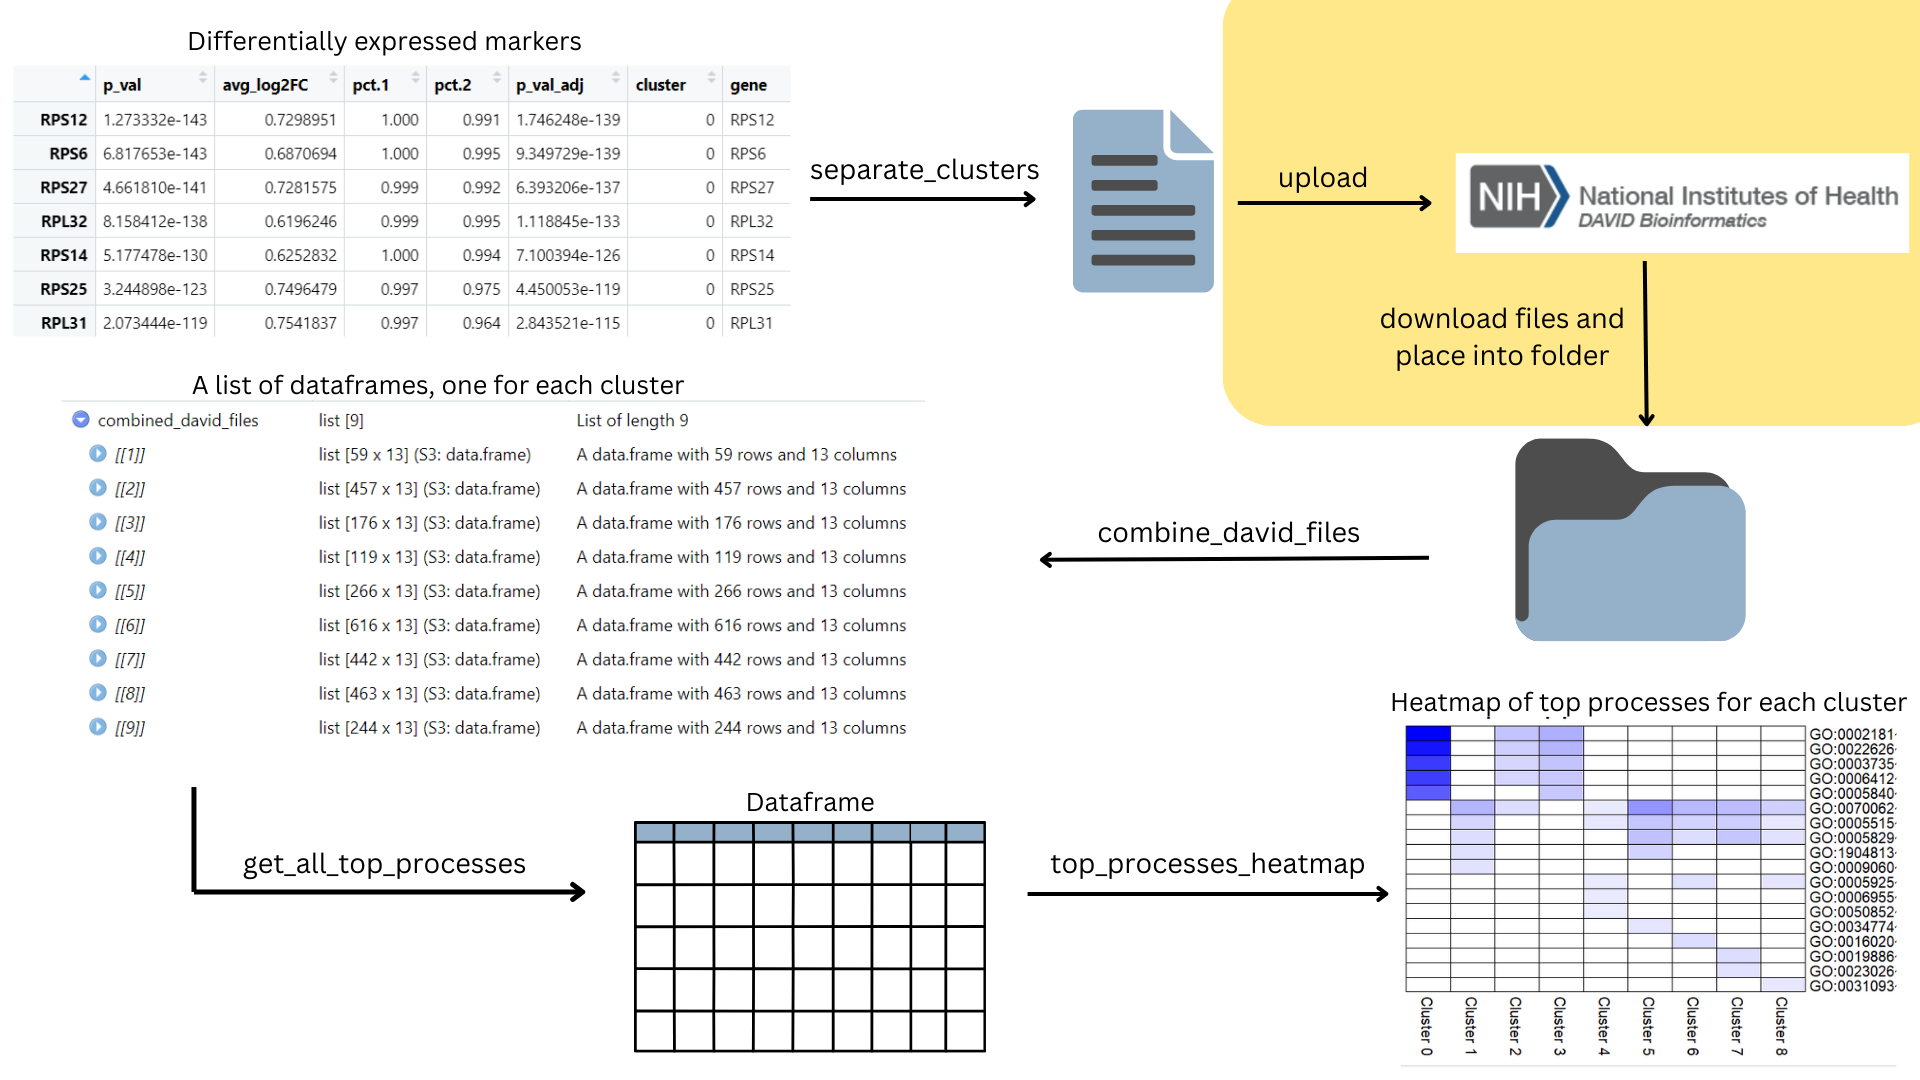 Differentially expressed markers
p_val avg_log2FC pct.1 pct.2 p_val_adj cluster gene
RPS12 1.273332e-143 0.7298951 1.000 0.991 1.746248e-139 0 RPS12
RPS6 6.817653e-143 0.6870694 1.000 0.995 9.349729e-139 0 RPS6
RPS27 4.661810e-141 0.7281575 0.999 0.992 6.393206e-137 0 RPS27
RPL32 8.158412e-138 0.6196246 0.999 0.995 1.118845e-133 0 RPL32
RPS14 5.177478e-130 0.6252832 1.000 0.994 7.100394e-126 0 RPS14
RPS25 3.244898e-123 0.7496479 0.997 0.975 4.450053e-119 0 RPS25
RPL31 2.073444e-119 0.7541837 0.997 0.964 2.843521e-115 0 RPL31
separate_clusters
upload
NIH National Institutes of Health
DAVID Bioinformatics
download files and
place into folder
combine_david_files
A list of dataframes, one for each cluster
combined_david_files list [9] List of length 9
[[1]] list [59 x 13] (S3: data.frame) A data.frame with 59 rows and 13 columns
[[2]] list [457 x 13] (S3: data.frame) A data.frame with 457 rows and 13 columns
[[3]] list [176 x 13] (S3: data.frame) A data.frame with 176 rows and 13 columns
[[4]] list [119 x 13] (S3: data.frame) A data.frame with 119 rows and 13 columns
[[5]] list [266 x 13] (S3: data.frame) A data.frame with 266 rows and 13 columns
[[6]] list [616 x 13] (S3: data.frame) A data.frame with 616 rows and 13 columns
[[7]] list [442 x 13] (S3: data.frame) A data.frame with 442 rows and 13 columns
[[8]] list [463 x 13] (S3: data.frame) A data.frame with 463 rows and 13 columns
[[9]] list [244 x 13] (S3: data.frame) A data.frame with 244 rows and 13 columns
get_all_top_processes
Dataframe
top_processes_heatmap
Heatmap of top processes for each cluster
GO:0002181
GO:0022626
GO:0003735
GO:0006412
GO:0005840
GO:0070062
GO:0005515
GO:0005829
GO:1904813
GO:0009060
GO:0005925
GO:0006955
GO:0050852
GO:0034774
GO:0016020
GO:0019886
GO:0023026
GO:0031093
Cluster 0
Cluster 1
Cluster 2
Cluster 3
Cluster 4
Cluster 5
Cluster 6
Cluster 7
Cluster 8